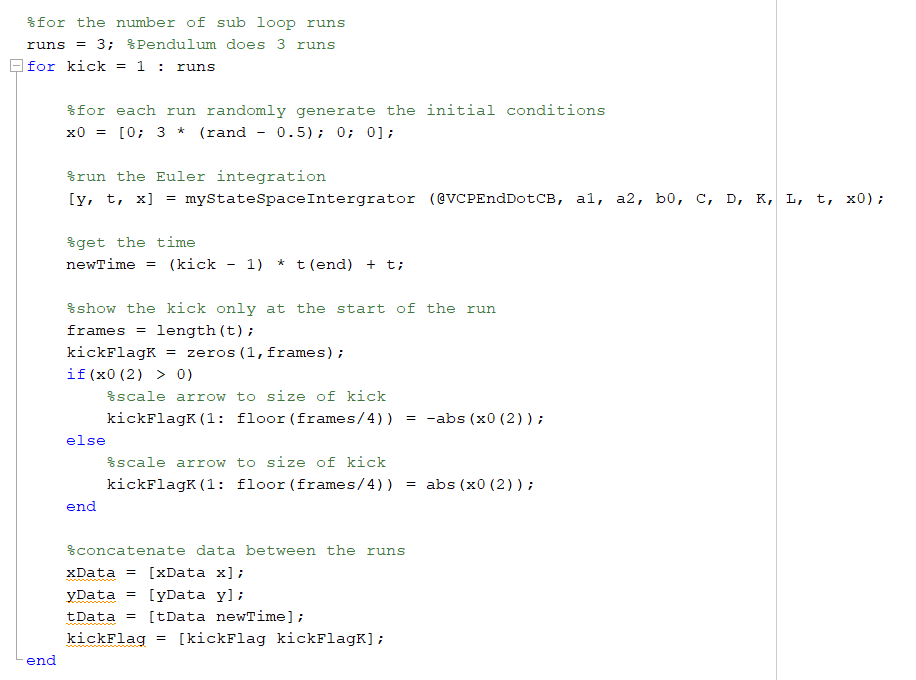 %for the number of sub loop runs
runs = 3; %Pendulum does 3 runs
for kick = 1 : runs
%for each run randomly generate the initial conditions
x0 = [0; 3 * (rand - 0.5); 0; 0];
%run the Euler integration
[y, t, x] = myStateSpaceIntergrator (@VCPEndDotCB, a1, a2, b0, C, D, K, L, t, x0);
%get the time
newTime = (kick - 1) * t(end) + t;
%show the kick only at the start of the run
frames = length(t);
kickFlagK = zeros(1,frames);
if(x0(2) > 0)
%scale arrow to size of kick
kickFlagK(1: floor(frames/4)) = -abs(x0(2));
else
%scale arrow to size of kick
kickFlagK(1: floor(frames/4)) = abs(x0(2));
end
%concatenate data between the runs
xData = [xData x];
yData = [yData y];
tData = [tData newTime];
kickFlag = [kickFlag kickFlagK];
end